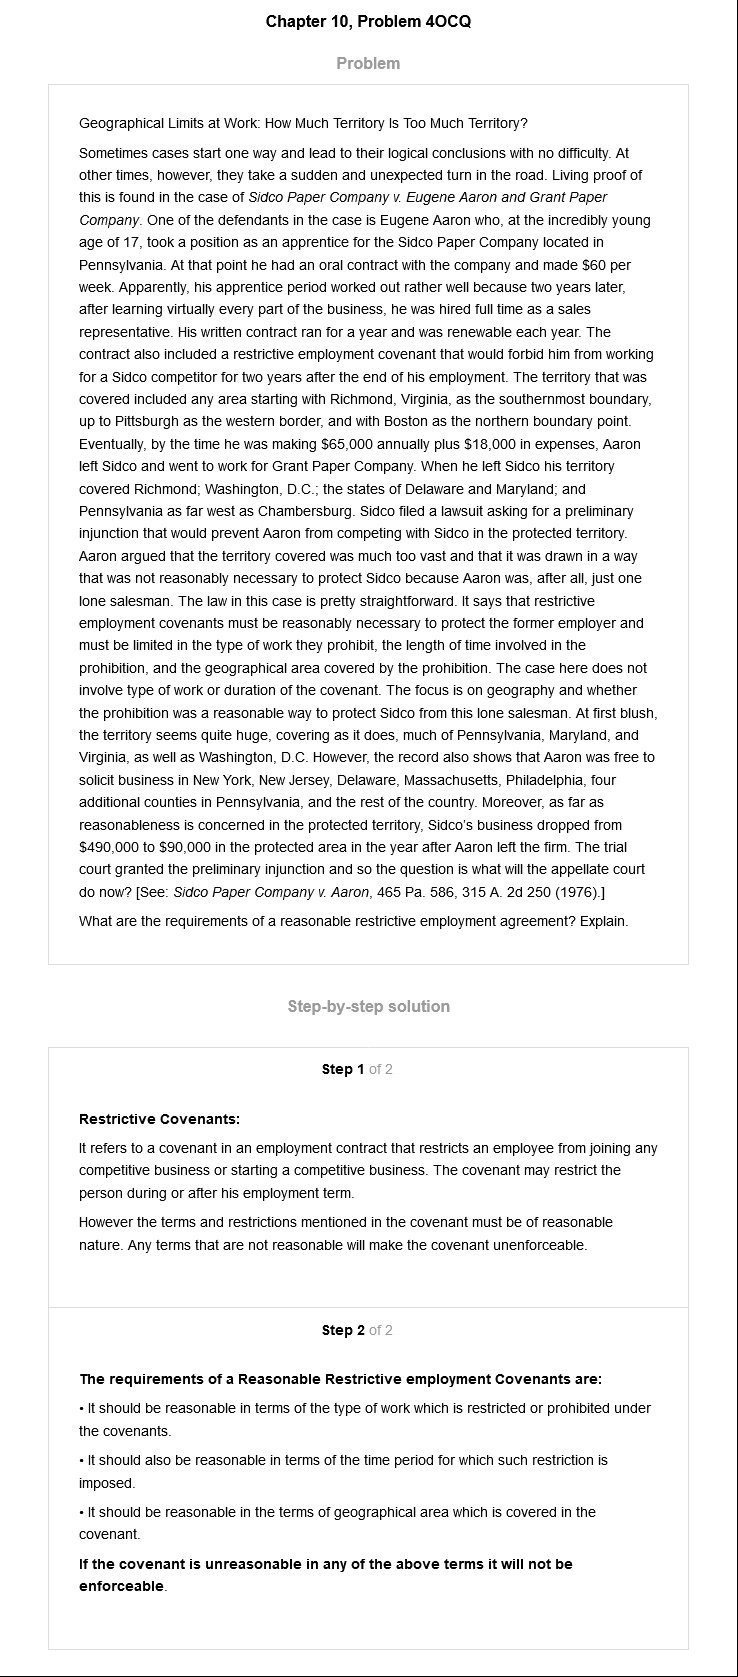 Chapter 10, Problem 4OCQ
Problem
Geographical Limits at Work: How Much Territory Is Too Much Territory?
Sometimes cases start one way and lead to their logical conclusions with no difficulty. At
other times, however, they take a sudden and unexpected turn in the road. Living proof of
this is found in the case of Sidco Paper Company v. Eugene Aaron and Grant Paper
Company. One of the defendants in the case is Eugene Aaron who, at the incredibly young
age of 17, took a position as an apprentice for the Sidco Paper Company located in
Pennsylvania. At that point he had an oral contract with the company and made $60 per
week. Apparently, his apprentice period worked out rather well because two years later,
after learning virtually every part of the business, he was hired full time as a sales
representative. His written contract ran for a year and was renewable each year. The
contract also included a restrictive employment covenant that would forbid him from working
for a Sidco competitor for two years after the end of his employment. The territory that was
covered included any area starting with Richmond, Virginia, as the southernmost boundary,
up to Pittsburgh as the western border, and with Boston as the northern boundary point.
Eventually, by the time he was making $65,000 annually plus $18,000 in expenses, Aaron
left Sidco and went to work for Grant Paper Company. When he left Sidco his territory
covered Richmond; Washington, D.C.; the states of Delaware and Maryland; and
Pennsylvania as far west as Chambersburg. Sidco filed a lawsuit asking for a preliminary
injunction that would prevent Aaron from competing with Sidco in the protected territory.
Aaron argued that the territory covered was much too vast and that it was drawn in a way
that was not reasonably necessary to protect Sidco because Aaron was, after all, just one
lone salesman. The law in this case is pretty straightforward. It says that restrictive
employment covenants must be reasonably necessary to protect the former employer and
must be limited in the type of work they prohibit, the length of time involved in the
prohibition, and the geographical area covered by the prohibition. The case here does not
involve type of work or duration of the covenant. The focus is on geography and whether
the prohibition was a reasonable way to protect Sidco from this lone salesman. At first blush,
the territory seems quite huge, covering as it does, much of Pennsylvania, Maryland, and
Virginia, as well as Washington, D.C. However, the record also shows that Aaron was free to
solicit business in New York, New Jersey, Delaware, Massachusetts, Philadelphia, four
additional counties in Pennsylvania, and the rest of the country. Moreover, as far as
reasonableness is concerned in the protected territory, Sidco’s business dropped from
$490,000 to $90,000 in the protected area in the year after Aaron left the firm. The trial
court granted the preliminary injunction and so the question is what will the appellate court
do now? [See: Sidco Paper Company v. Aaron, 465 Pa. 586, 315 A. 2d 250 (1976).]
What are the requirements of a reasonable restrictive employment agreement? Explain.
Step-by-step solution
Step 1 of 2
Restrictive Covenants:
It refers to a covenant in an employment contract that restricts an employee from joining any
competitive business or starting a competitive business. The covenant may restrict the
person during or after his employment term.
However the terms and restrictions mentioned in the covenant must be of reasonable
nature. Any terms that are not reasonable will make the covenant unenforceable.
Step 2 of 2
The requirements of a Reasonable Restrictive employment Covenants are:
• It should be reasonable in terms of the type of work which is restricted or prohibited under
the covenants.
• It should also be reasonable in terms of the time period for which such restriction is
imposed.
• It should be reasonable in the terms of geographical area which is covered in the
covenant.
If the covenant is unreasonable in any of the above terms it will not be
enforceable.